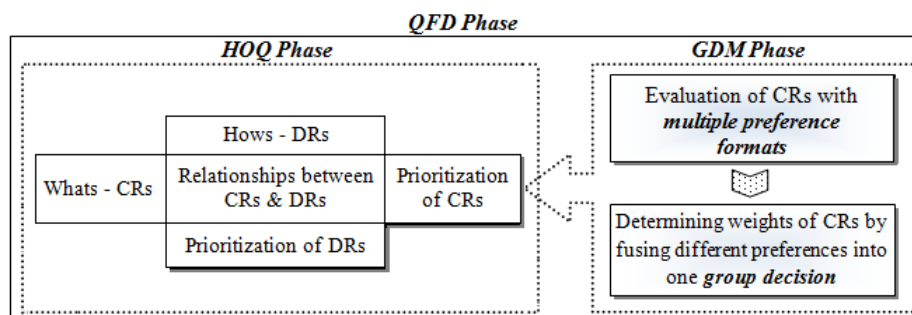 QFD Phase
HOQ Phase
Hows - DRs
Whats - CRs
Relationships between
CRs & DRs
Prioritization
of CRs
Prioritization of DRs
GDM Phase
Evaluation of CRs with
multiple preference
formats
Determining weights of CRs by
fusing different preferences into
one group decision